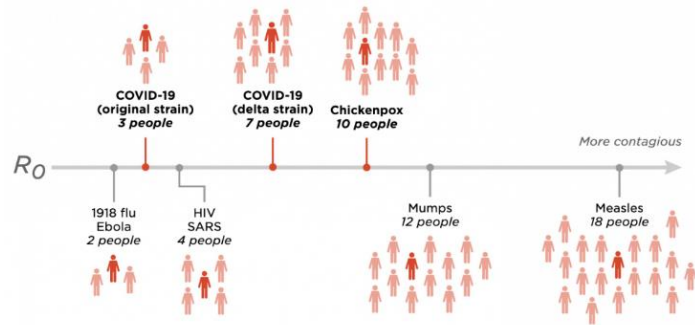 COVID-19
(original strain)
3 people
COVID-19
(delta strain)
7 people
Chickenpox
10 people
More contagious
R0
1918 flu
Ebola
2 people
HIV
SARS
4 people
Mumps
12 people
Measles
18 people